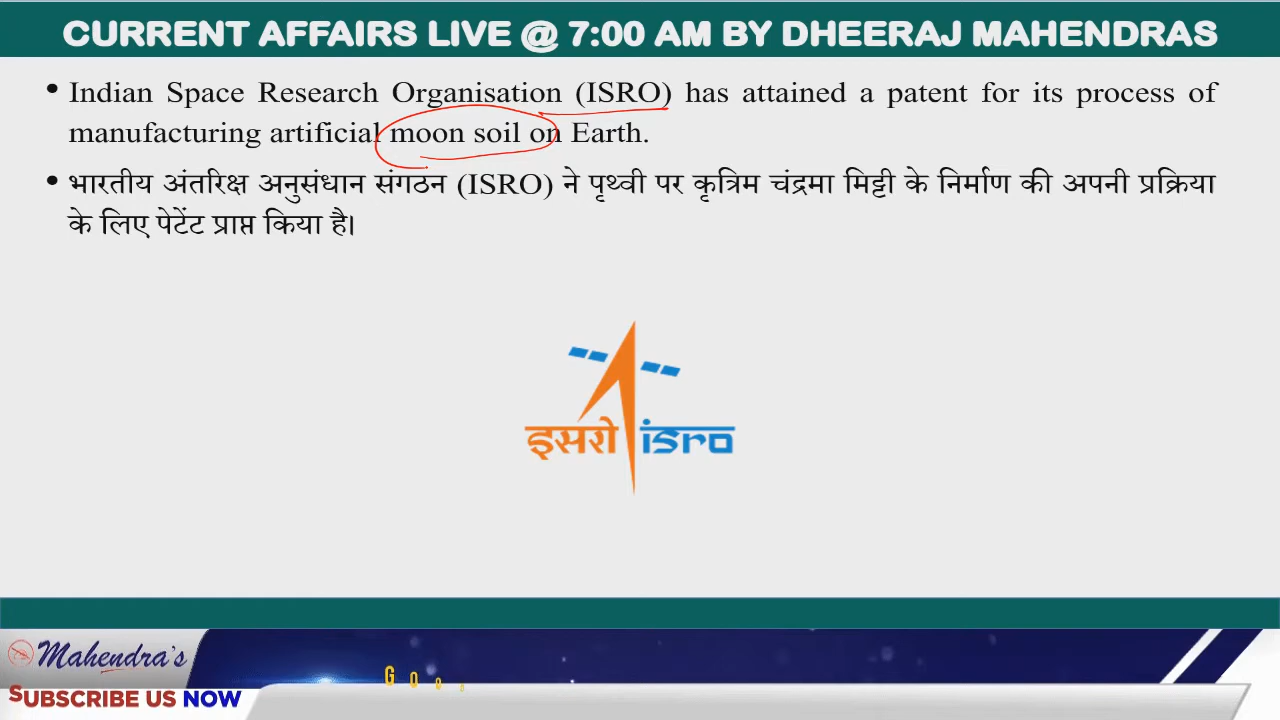 CURRENT AFFAIRS LIVE @ 7:00 AM BY DHEERAJ MAHENDRAS
• Indian Space Research Organisation (ISRO) has attained a patent for its process of
manufacturing artificial moon soil on Earth.
• भारतीय अंतरिक्ष अनुसंधान संगठन (ISRO) ने पृथ्वी पर कृत्रिम चंद्रमा मिट्टी के निर्माण की अपनी प्रक्रिया
के लिए पेटेंट प्राप्त किया है।
इसरो isro
Mahendra's
SUBSCRIBE US NOW